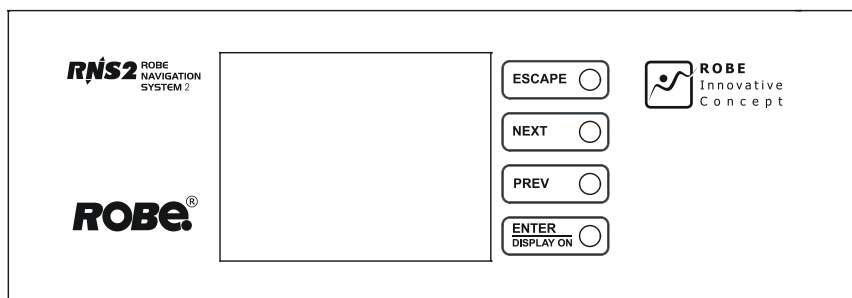 RNS2 ROBE
NAVIGATION
SYSTEM 2
ROBE®
ESCAPE
NEXT
PREV
ENTER
DISPLAY ON
ROBE
Innovative
Concept